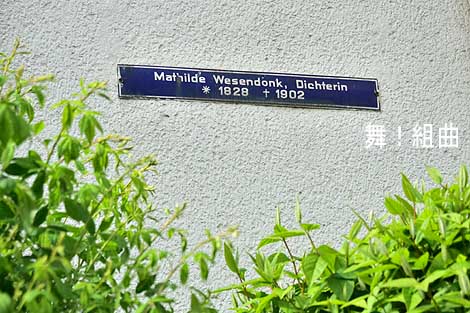 Mathilde Wesendonk, Dichterin
* 1828 † 1902
舞！組曲